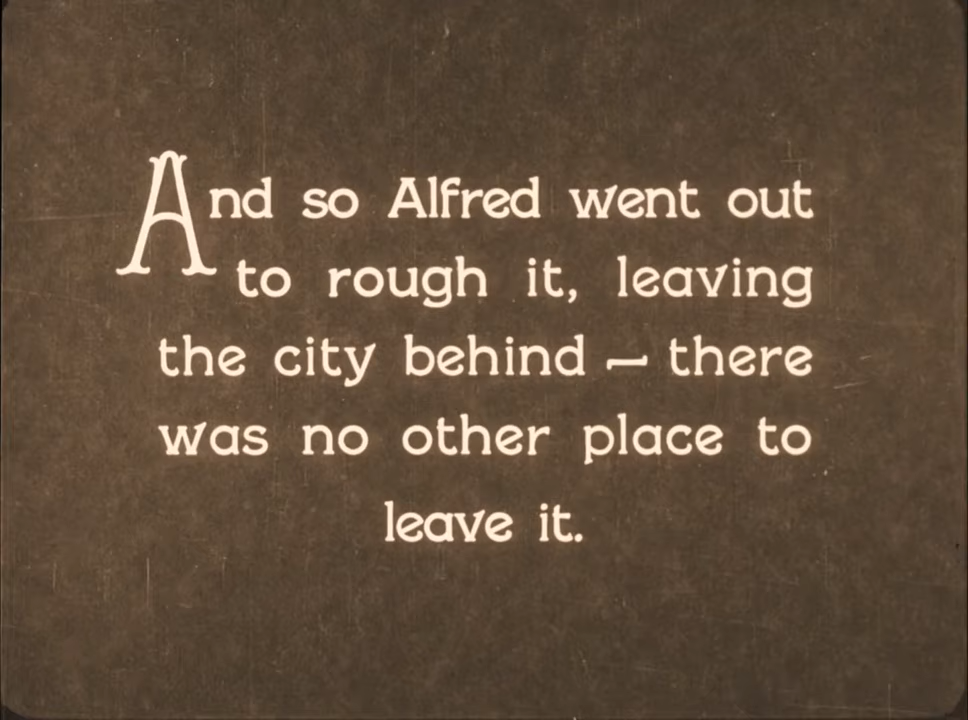 And so Alfred went out
to rough it, leaving
the city behind — there
was no other place to
leave it.